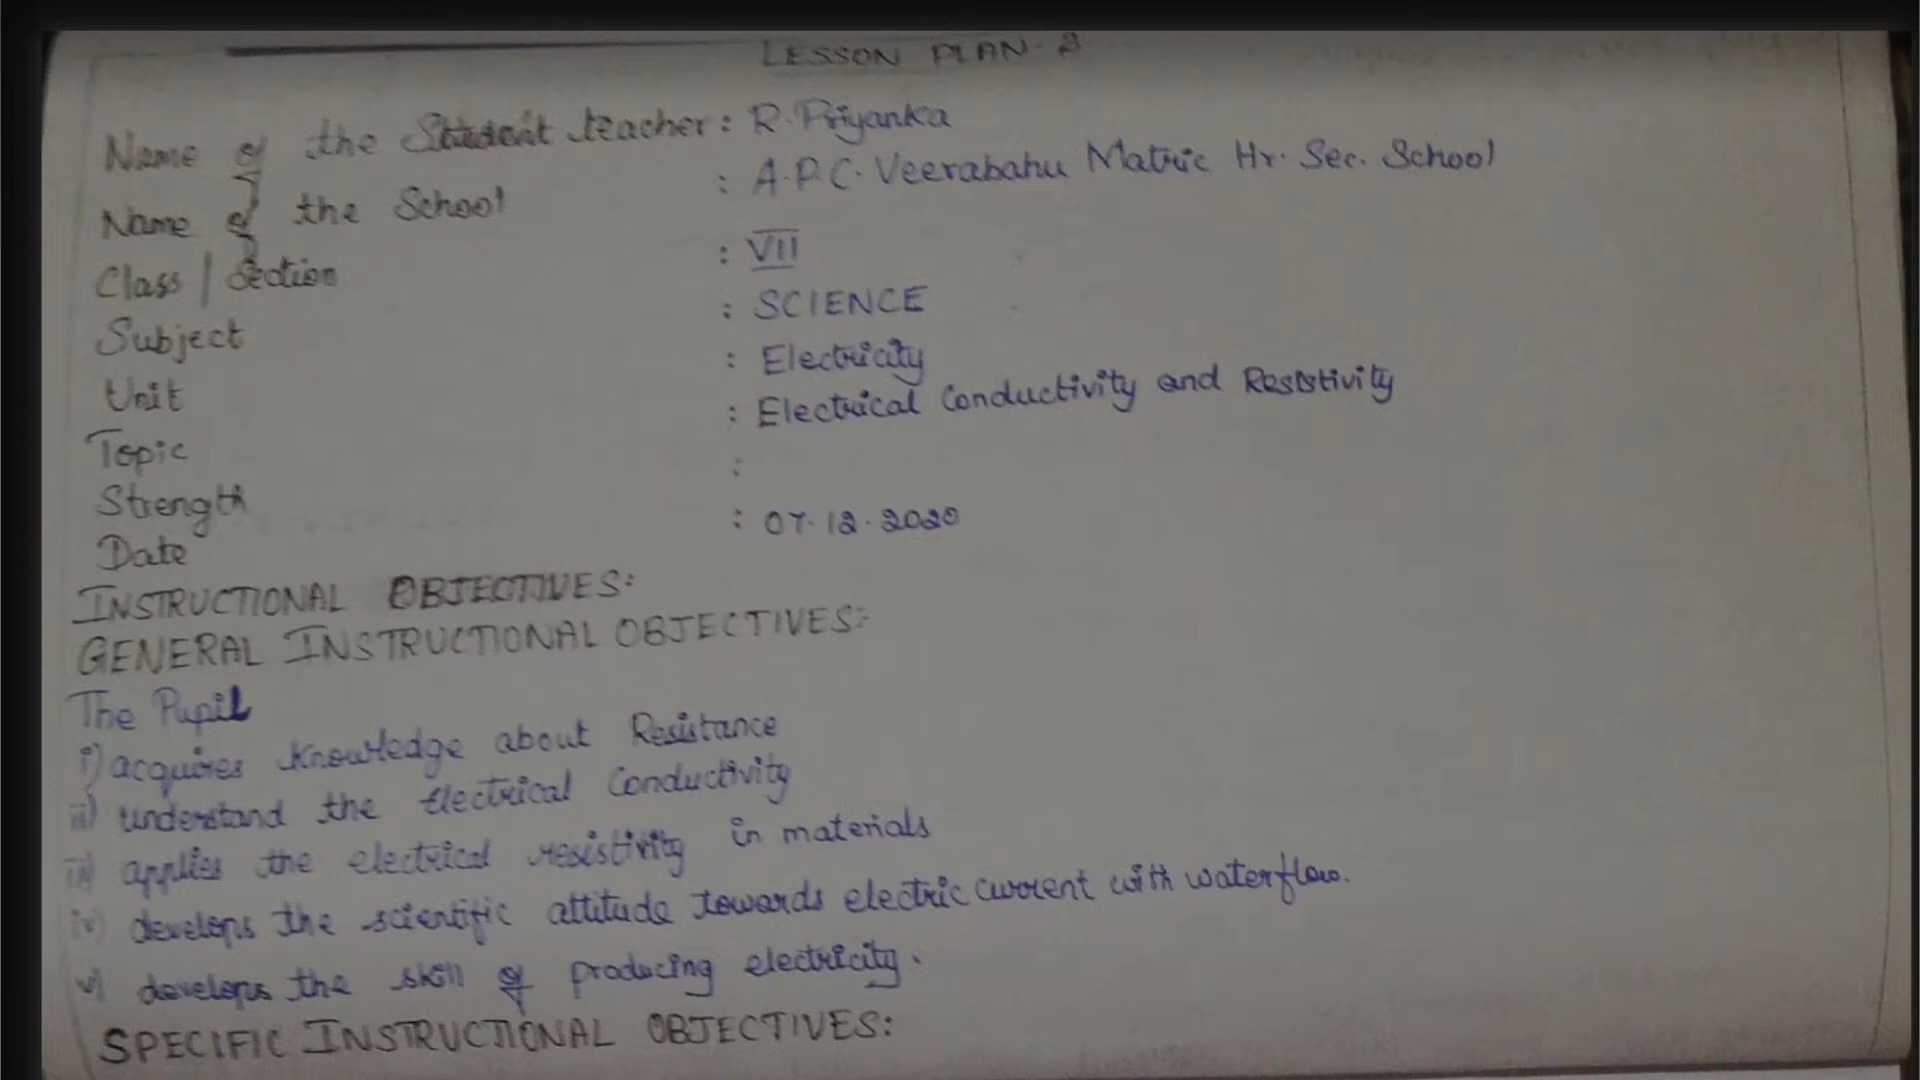 LESSON PLAN - 2
Name of the Student teacher : R. Priyanka
Name of the School : A.P.C. Veerabahu Matric Hr. Sec. School
Class / Section : VII
Subject : SCIENCE
Unit : Electricity
Topic : Electrical Conductivity and Resistivity
Strength :
Date : 07.12.2020
INSTRUCTIONAL OBJECTIVES:
GENERAL INSTRUCTIONAL OBJECTIVES:-
The Pupil
i) acquires knowledge about Resistance
ii) understand the electrical Conductivity
iii) applies the electrical resistivity in materials
iv) develops the scientific attitude towards electric current with waterflow.
v) develops the skill of producing electricity.
SPECIFIC INSTRUCTIONAL OBJECTIVES: